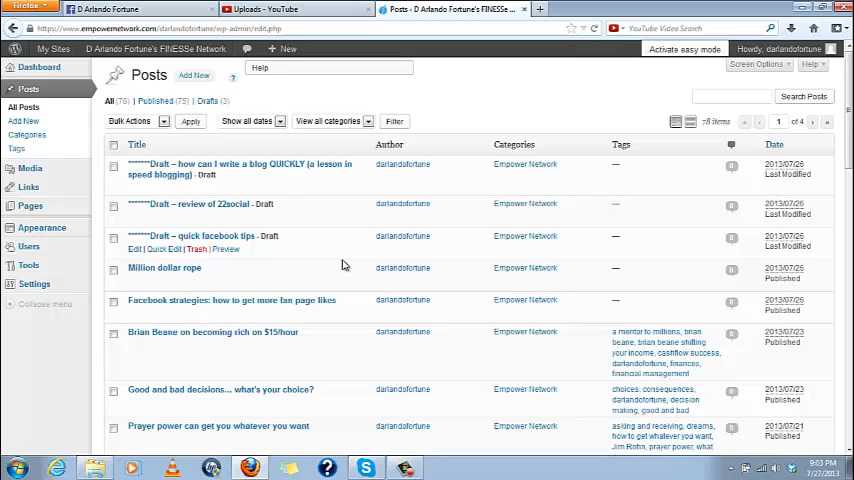 Firefox
D Arlando Fortune
Uploads - YouTube
Posts - D Arlando Fortune's FINESSe ...
www.empowernetwork.com/darlandofortune/wp-admin/edit.php
YouTube Video Search
My Sites
D Arlando Fortune's FINESSe Network
+ New
Activate easy mode
Howdy, darlandofortune
Dashboard
Posts
All Posts
Add New
Categories
Tags
Media
Links
Pages
Appearance
Users
Tools
Settings
Collapse menu
Posts Add New ? Help
Screen Options
Help
All (78) | Published (75) | Drafts (3)
Search Posts
Bulk Actions Apply Show all dates View all categories Filter
78 items « ‹ 1 of 4 › »
Title Author Categories Tags Date
*******Draft – how can I write a blog QUICKLY (a lesson in
speed blogging) - Draft
darlandofortune
Empower Network
—
0
2013/07/26
Last Modified
*******Draft – review of 22social - Draft
darlandofortune
Empower Network
—
0
2013/07/26
Last Modified
*******Draft – quick facebook tips - Draft
Edit | Quick Edit | Trash | Preview
darlandofortune
Empower Network
—
0
2013/07/26
Last Modified
Million dollar rope
darlandofortune
Empower Network
—
0
2013/07/26
Published
Facebook strategies: how to get more fan page likes
darlandofortune
Empower Network
—
0
2013/07/26
Published
Brian Beane on becoming rich on $15/hour
darlandofortune
Empower Network
a mentor to millions, brian
beane, brian beane shifting
your income, cashflow success,
darlandofortune, finances,
financial management
0
2013/07/23
Published
Good and bad decisions... what's your choice?
darlandofortune
Empower Network
choices, consequences,
darlandofortune, decision
making, good and bad
0
2013/07/23
Published
Prayer power can get you whatever you want
darlandofortune
Empower Network
asking and receiving, dreams,
how to get whatever you want,
Jim Rohn, prayer power, what
0
2013/07/21
Published
9:03 PM
7/27/2013